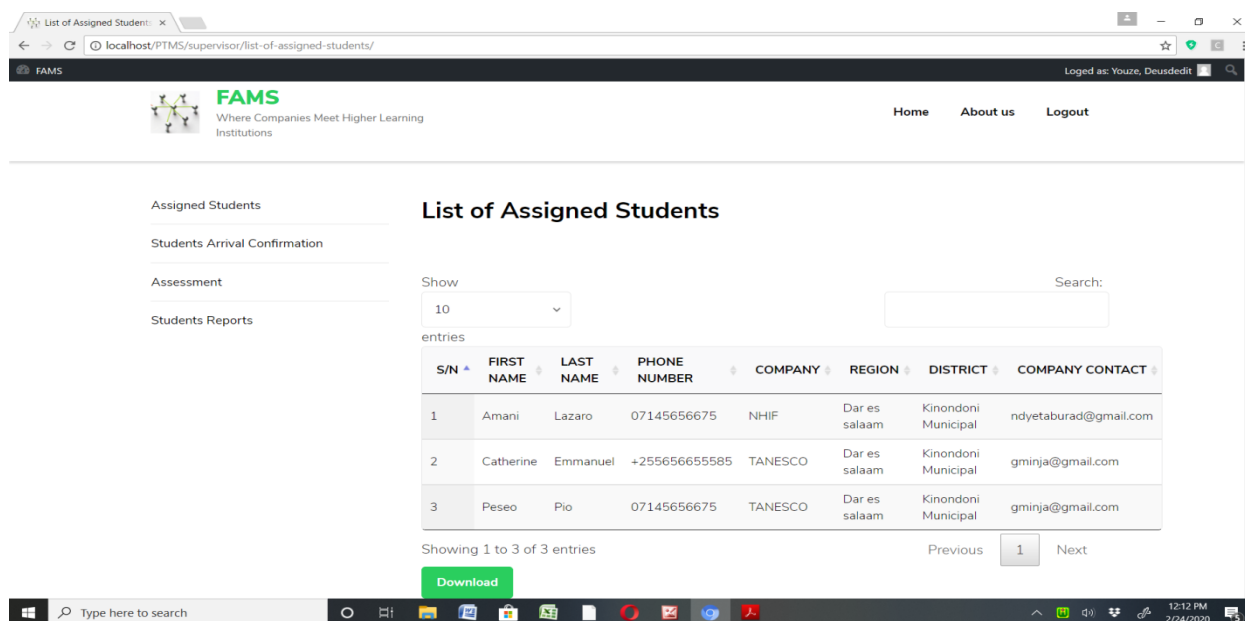 List of Assigned Student
localhost/PTMS/supervisor/list-of-assigned-students/
FAMS
Loged as: Youze, Deusdedit
FAMS
Where Companies Meet Higher Learning
Institutions
Home About us Logout
Assigned Students
Students Arrival Confirmation
Assessment
Students Reports
List of Assigned Students
Show
Search:
10
entries
S/N FIRST NAME LAST NAME PHONE NUMBER COMPANY REGION DISTRICT COMPANY CONTACT
1 Amani Lazaro 07145656675 NHIF Dar es salaam Kinondoni Municipal ndyetaburad@gmail.com
2 Catherine Emmanuel +255656655585 TANESCO Dar es salaam Kinondoni Municipal gminja@gmail.com
3 Peseo Pio 07145656675 TANESCO Dar es salaam Kinondoni Municipal gminja@gmail.com
Showing 1 to 3 of 3 entries
Previous 1 Next
Download
Type here to search
12:12 PM
2/24/2020
5